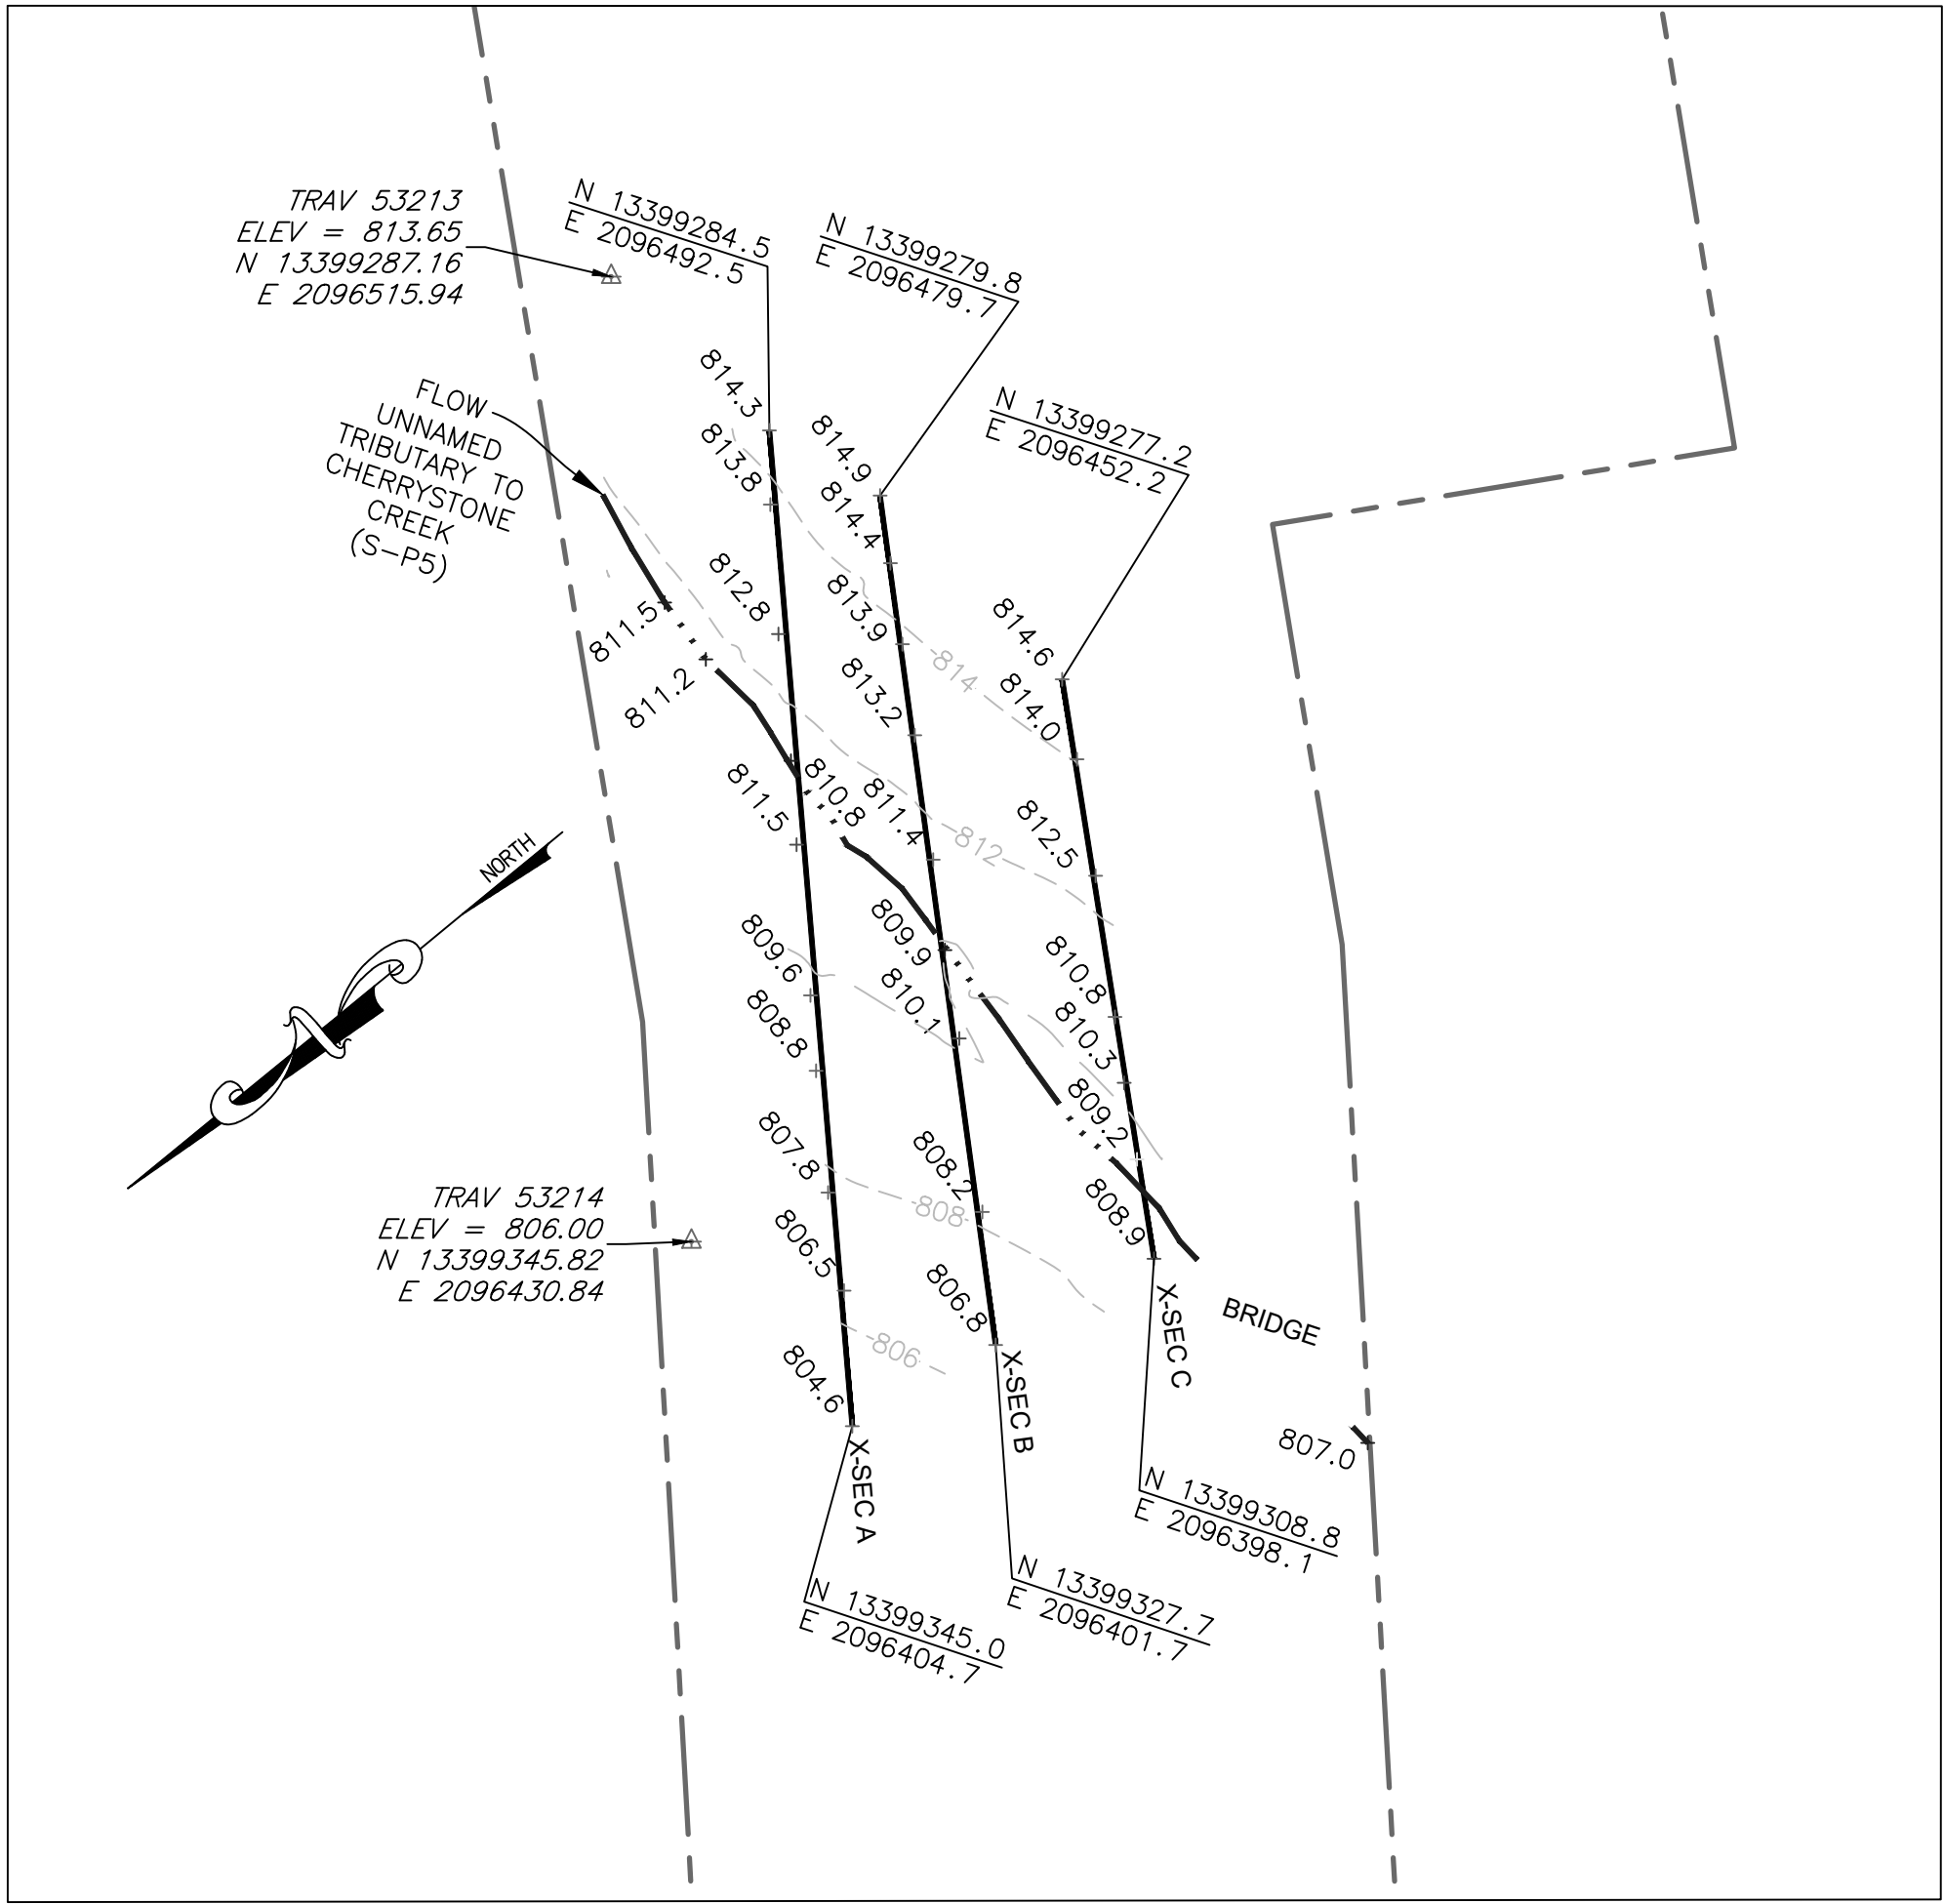 TRAV 53213
ELEV = 813.65
N 13399287.16
E 2096515.94
N 13399284.5
E 2096492.5
N 13399279.8
E 2096479.7
N 13399277.2
E 2096452.2
FLOW
UNNAMED
TRIBUTARY TO
CHERRYSTONE
CREEK
(S-P5)
814.3
813.8
812.8
811.5
811.2
810.8
811.5
809.6
808.8
807.8
806.5
804.6
814.9
814.4
813.9
813.2
811.4
809.9
810.1
808.2
806.8
814.6
814.0
812.5
810.8
810.3
809.2
808.9
814
812
808
806
NORTH
TRAV 53214
ELEV = 806.00
N 13399345.82
E 2096430.84
X-SEC A
X-SEC B
X-SEC C
BRIDGE
807.0
N 13399308.8
E 2096398.1
N 13399327.7
E 2096401.7
N 13399345.0
E 2096404.7